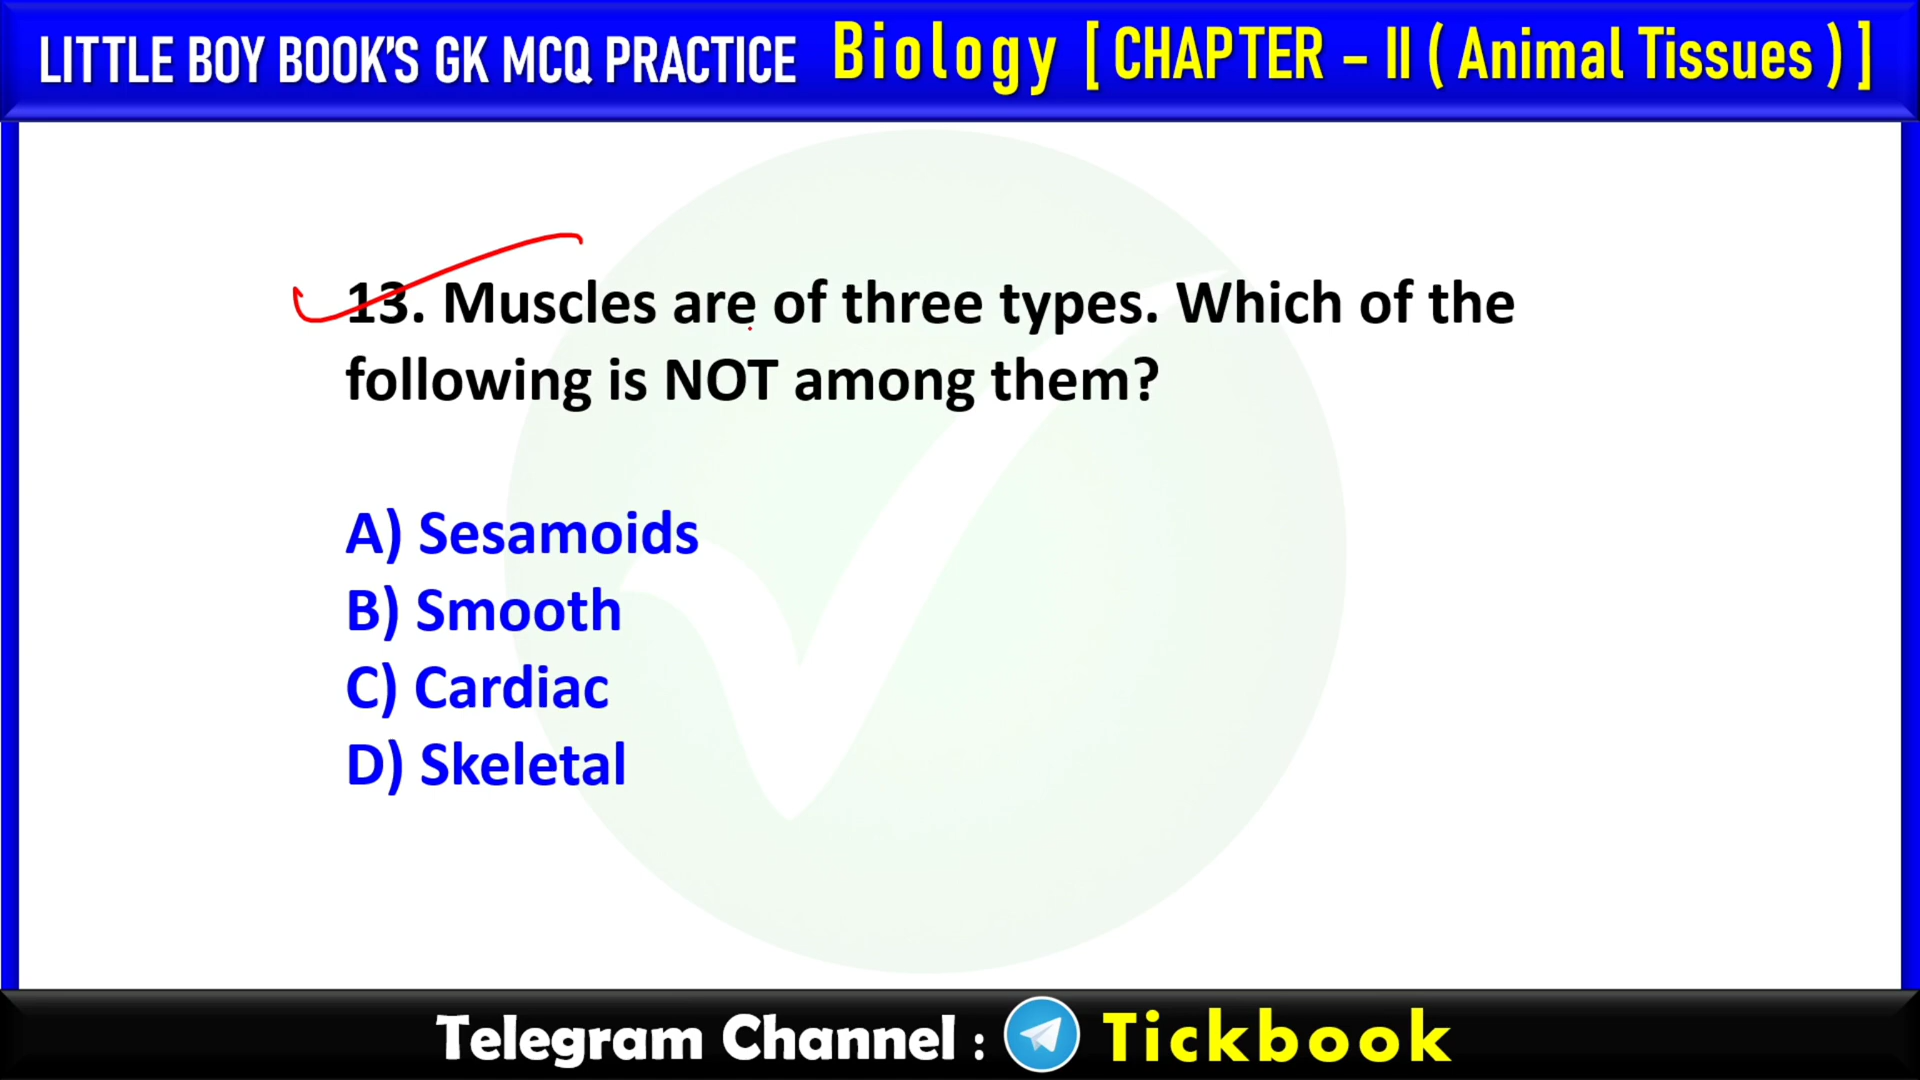 LITTLE BOY BOOK'S GK MCQ PRACTICE Biology [ CHAPTER – II ( Animal Tissues ) ]
13. Muscles are of three types. Which of the
following is NOT among them?
A) Sesamoids
B) Smooth
C) Cardiac
D) Skeletal
Telegram Channel : Tickbook